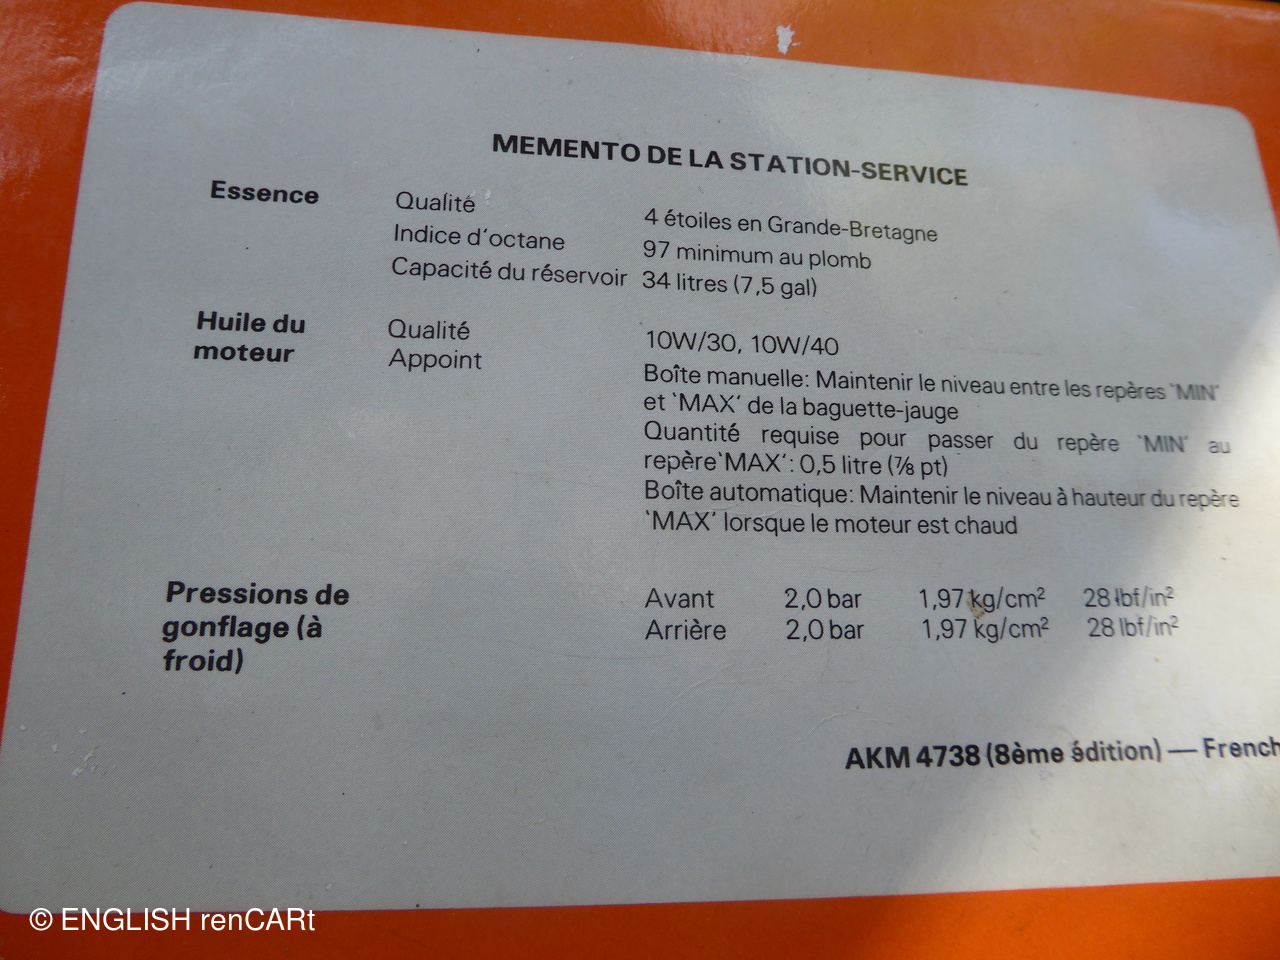 MEMENTO DE LA STATION-SERVICE
Essence
Qualité 4 étoiles en Grande-Bretagne
Indice d'octane 97 minimum au plomb
Capacité du réservoir 34 litres (7,5 gal)
Huile du moteur
Qualité 10W/30, 10W/40
Appoint Boîte manuelle: Maintenir le niveau entre les repères 'MIN'
et 'MAX' de la baguette-jauge
Quantité requise pour passer du repère 'MIN' au
repère 'MAX': 0,5 litre (⅞ pt)
Boîte automatique: Maintenir le niveau à hauteur du repère
'MAX' lorsque le moteur est chaud
Pressions de
gonflage (à
froid)
Avant 2,0 bar 1,97 kg/cm² 28 lbf/in²
Arrière 2,0 bar 1,97 kg/cm² 28 lbf/in²
AKM 4738 (8ème édition) — French
© ENGLISH renCARt